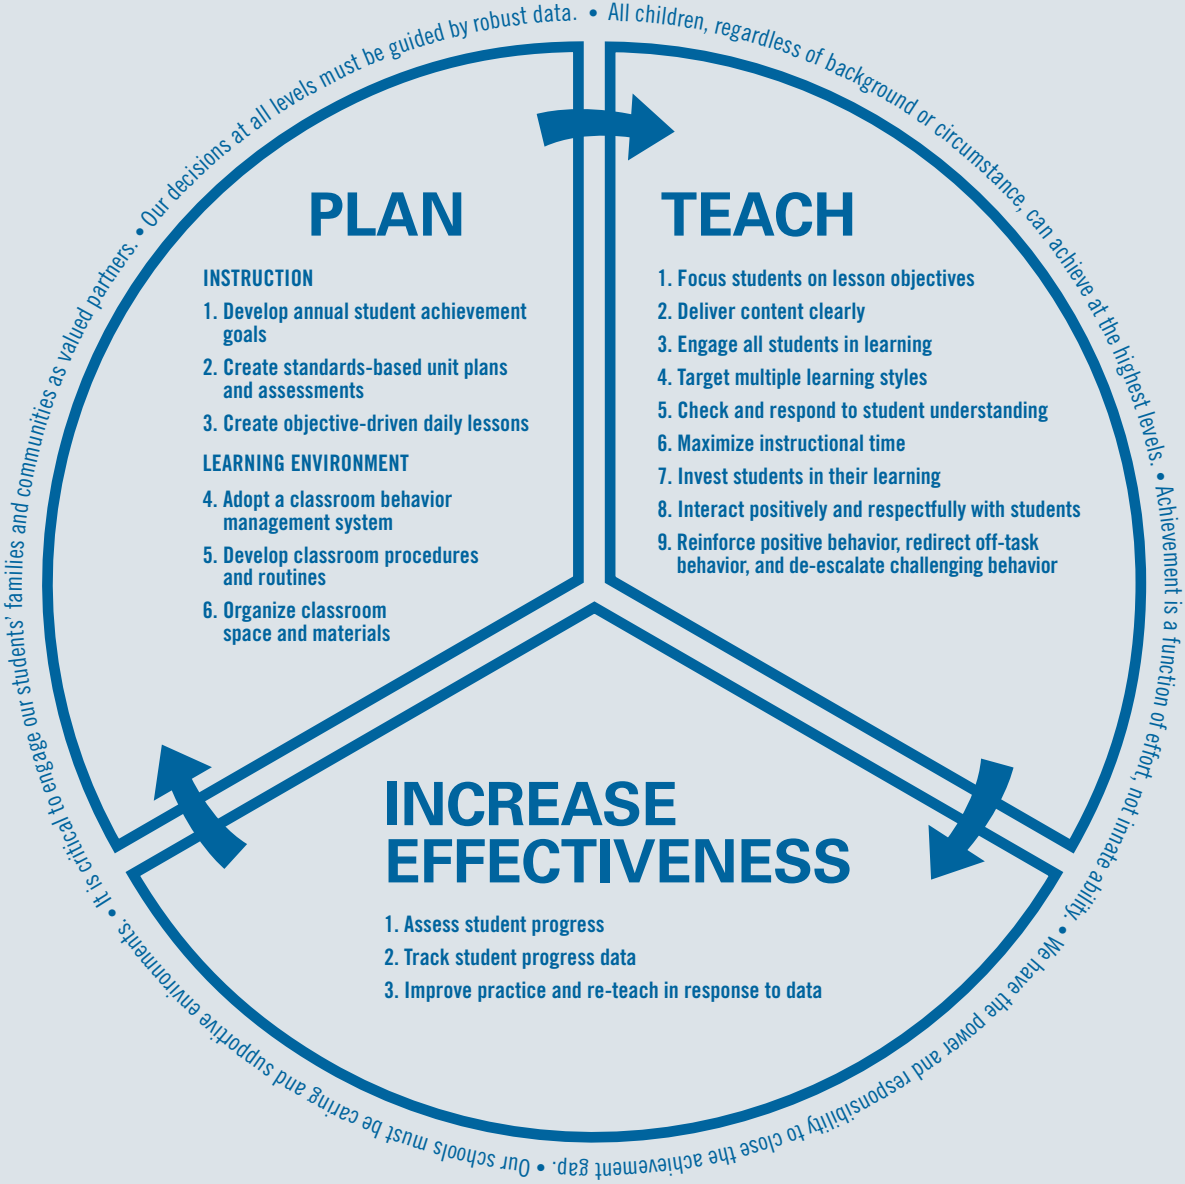 All children, regardless of background or circumstance, can achieve at the highest levels. • Achievement is a function of effort, not innate ability. • We have the power and responsibility to close the achievement gap. • Our schools must be caring and supportive environments. • It is critical to engage our students’ families and communities as valued partners. • Our decisions at all levels must be guided by robust data. •
PLAN
INSTRUCTION
1. Develop annual student achievement
goals
2. Create standards-based unit plans
and assessments
3. Create objective-driven daily lessons
LEARNING ENVIRONMENT
4. Adopt a classroom behavior
management system
5. Develop classroom procedures
and routines
6. Organize classroom
space and materials
TEACH
1. Focus students on lesson objectives
2. Deliver content clearly
3. Engage all students in learning
4. Target multiple learning styles
5. Check and respond to student understanding
6. Maximize instructional time
7. Invest students in their learning
8. Interact positively and respectfully with students
9. Reinforce positive behavior, redirect off-task
behavior, and de-escalate challenging behavior
INCREASE
EFFECTIVENESS
1. Assess student progress
2. Track student progress data
3. Improve practice and re-teach in response to data